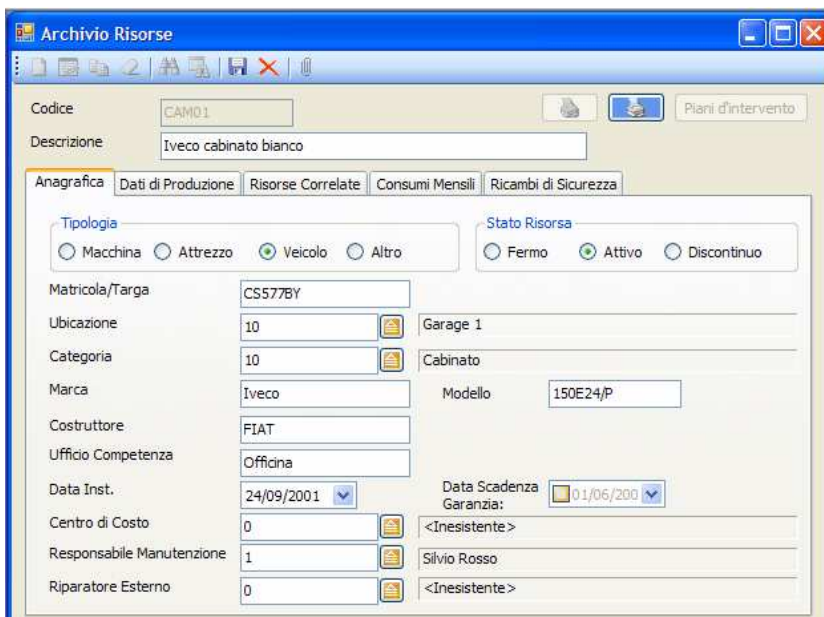 Archivio Risorse
Codice CAM01 Piani d'intervento
Descrizione Iveco cabinato bianco
Anagrafica Dati di Produzione Risorse Correlate Consumi Mensili Ricambi di Sicurezza
Tipologia Stato Risorsa
Macchina Attrezzo Veicolo Altro Fermo Attivo Discontinuo
Matricola/Targa CS577BY
Ubicazione 10 Garage 1
Categoria 10 Cabinato
Marca Iveco Modello 150E24/P
Costruttore FIAT
Ufficio Competenza Officina
Data Inst. 24/09/2001 Data Scadenza Garanzia: 01/06/200
Centro di Costo 0 <Inesistente>
Responsabile Manutenzione 1 Silvio Rosso
Riparatore Esterno 0 <Inesistente>